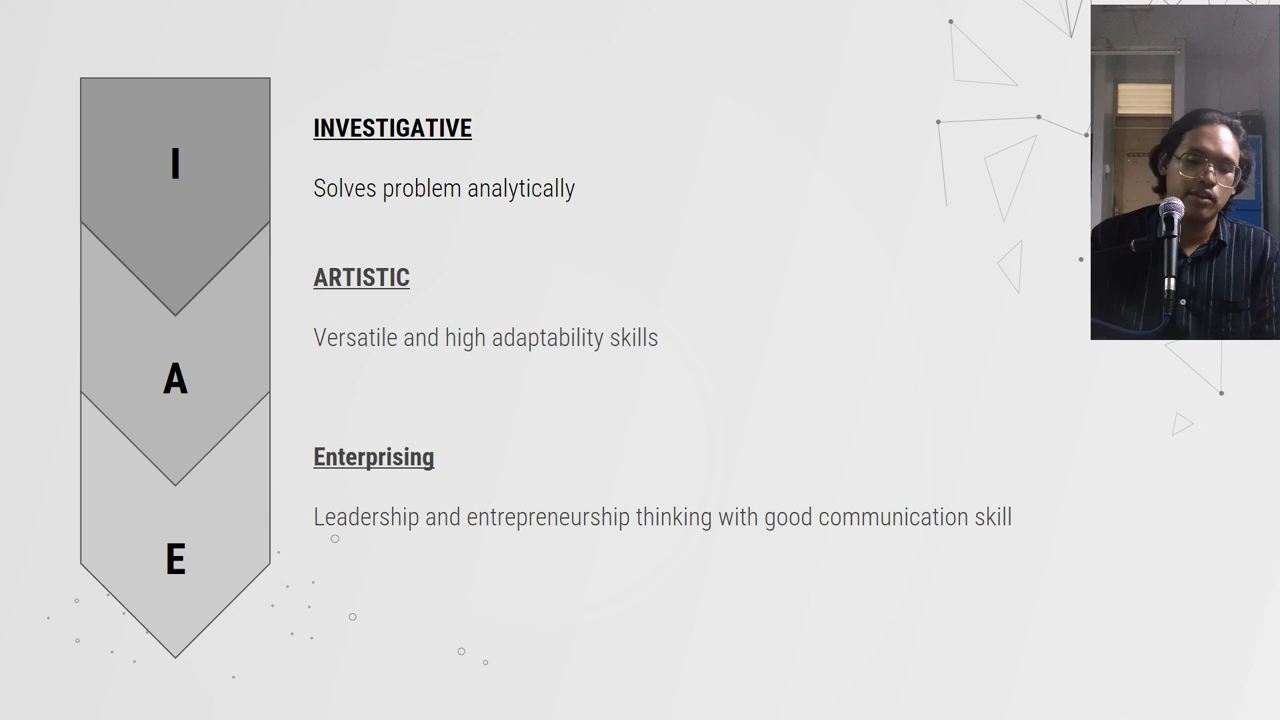 I
INVESTIGATIVE
Solves problem analytically
A
ARTISTIC
Versatile and high adaptability skills
E
Enterprising
Leadership and entrepreneurship thinking with good communication skill